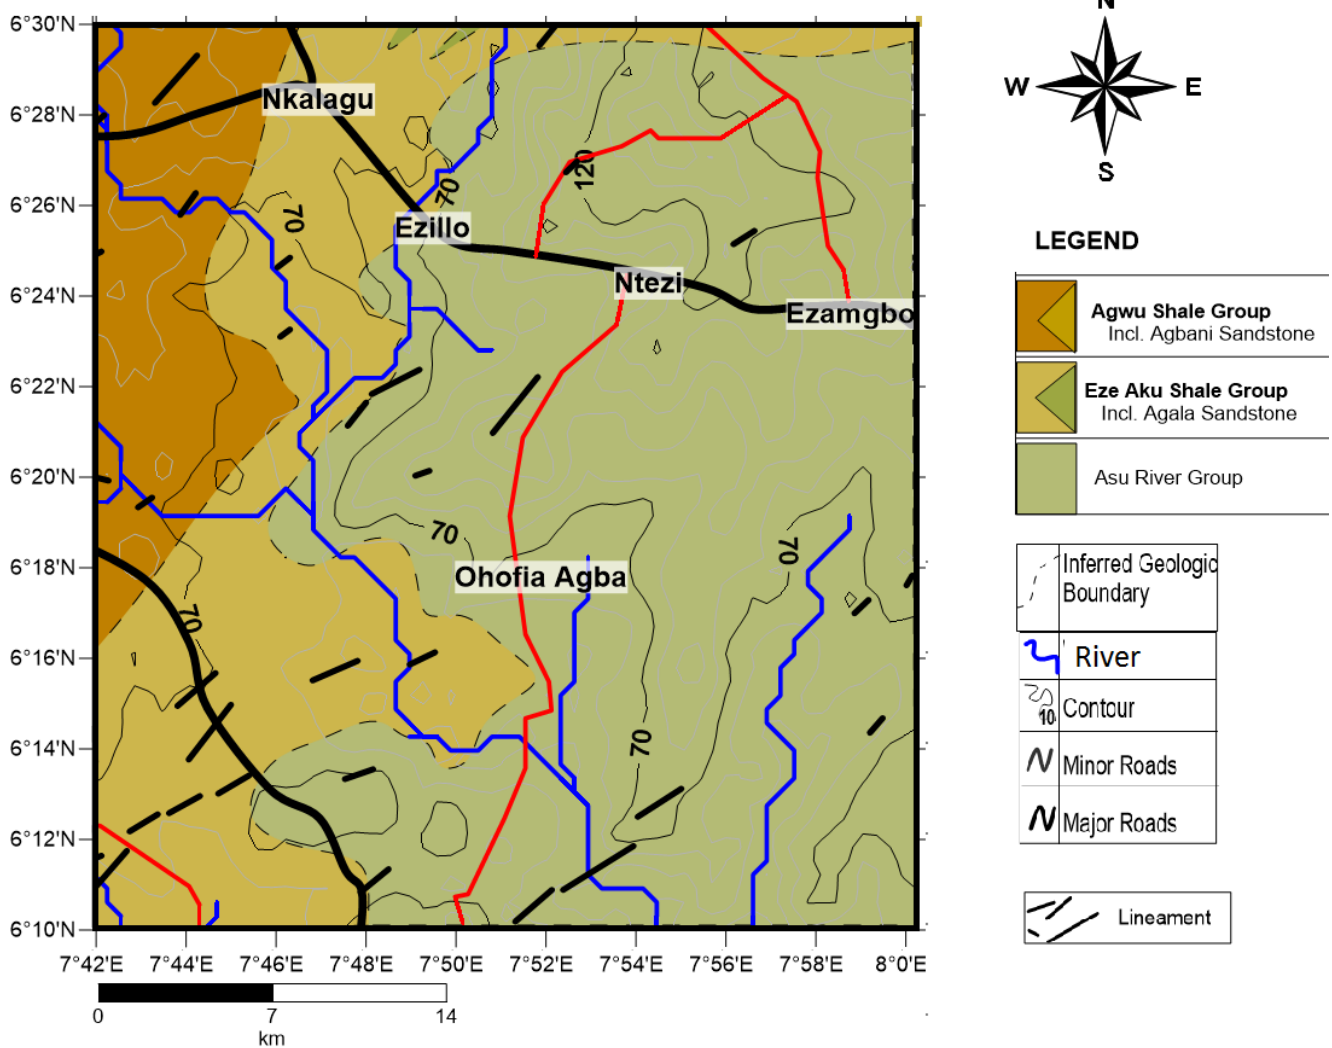 N
W
E
S
6°30'N
6°28'N
6°26'N
6°24'N
6°22'N
6°20'N
6°18'N
6°16'N
6°14'N
6°12'N
6°10'N
Nkalagu
120
70
70
Ezillo
Ntezi
Ezamgbo
70
70
Ohofia Agba
70
70
7°42'E
7°44'E
7°46'E
7°48'E
7°50'E
7°52'E
7°54'E
7°56'E
7°58'E
8°0'E
0
7
14
km
LEGEND
Agwu Shale Group
Incl. Agbani Sandstone
Eze Aku Shale Group
Incl. Agala Sandstone
Asu River Group
Inferred Geologic
Boundary
River
10
Contour
Minor Roads
Major Roads
Lineament